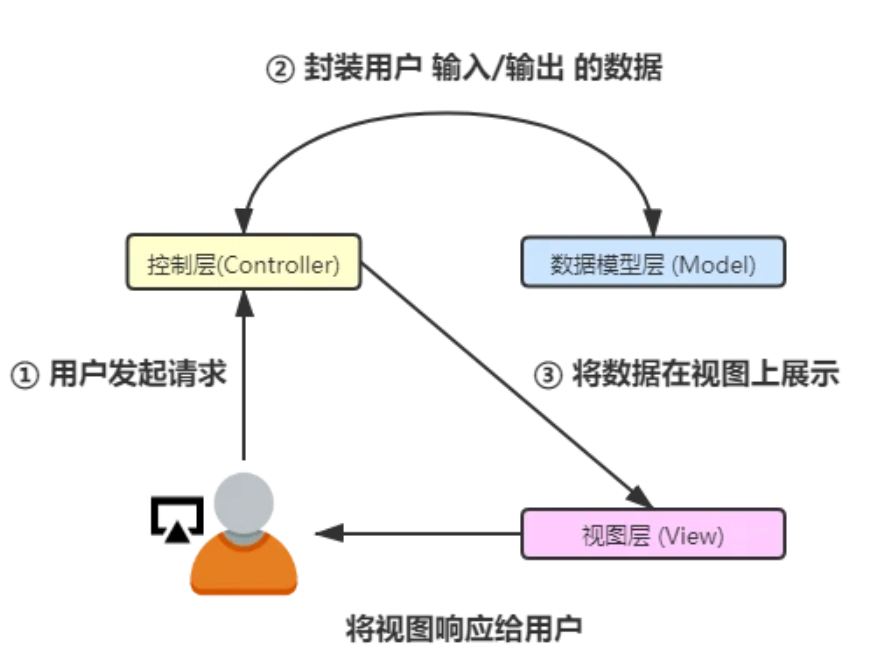 ② 封装用户 输入/输出 的数据
控制层(Controller)
数据模型层 (Model)
① 用户发起请求
③ 将数据在视图上展示
视图层 (View)
将视图响应给用户